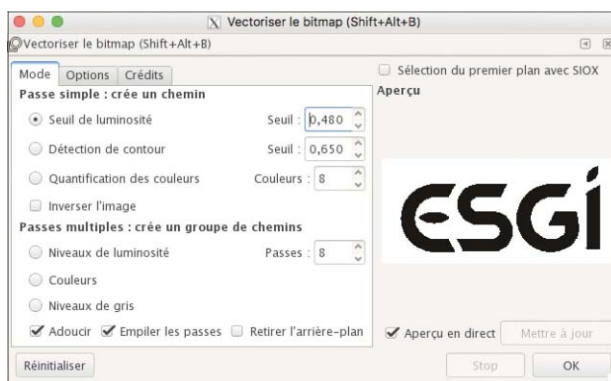 Vectoriser le bitmap (Shift+Alt+B)
Vectoriser le bitmap (Shift+Alt+B)
Mode Options Crédits
Sélection du premier plan avec SIOX
Passe simple : crée un chemin
Aperçu
Seuil de luminosité Seuil : 0,480
Détection de contour Seuil : 0,650
Quantification des couleurs Couleurs : 8
Inverser l'image
ESGI
Passes multiples : crée un groupe de chemins
Niveaux de luminosité Passes : 8
Couleurs
Niveaux de gris
Adoucir Empiler les passes Retirer l'arrière-plan
Aperçu en direct Mettre à jour
Réinitialiser Stop OK